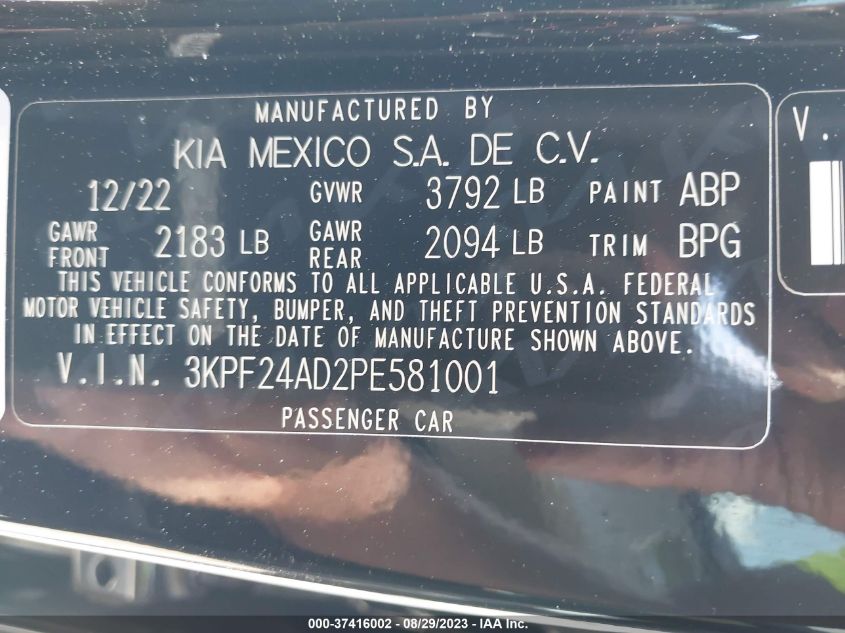 MANUFACTURED BY
KIA MEXICO S.A. DE C.V.
12/22 GVWR 3792 LB PAINT ABP
GAWR FRONT 2183 LB GAWR REAR 2094 LB TRIM BPG
THIS VEHICLE CONFORMS TO ALL APPLICABLE U.S.A. FEDERAL
MOTOR VEHICLE SAFETY, BUMPER, AND THEFT PREVENTION STANDARDS
IN EFFECT ON THE DATE OF MANUFACTURE SHOWN ABOVE.
V.I.N. 3KPF24AD2PE581001
PASSENGER CAR
V.
000-37416002 - 08/29/2023 - IAA Inc.